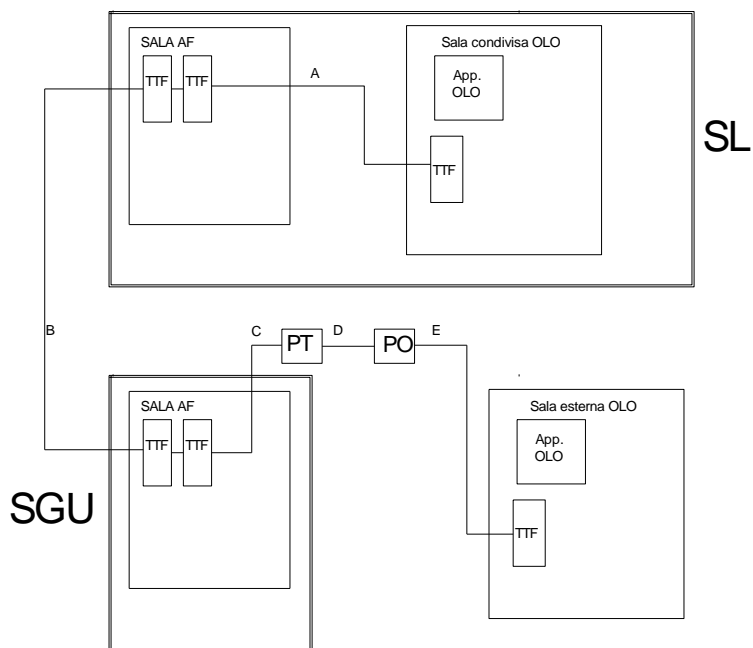 SALA AF
TTF
TTF
A
Sala condivisa OLO
App.
OLO
TTF
SL
B
C
PT
D
PO
E
SALA AF
TTF
TTF
SGU
Sala esterna OLO
App.
OLO
TTF